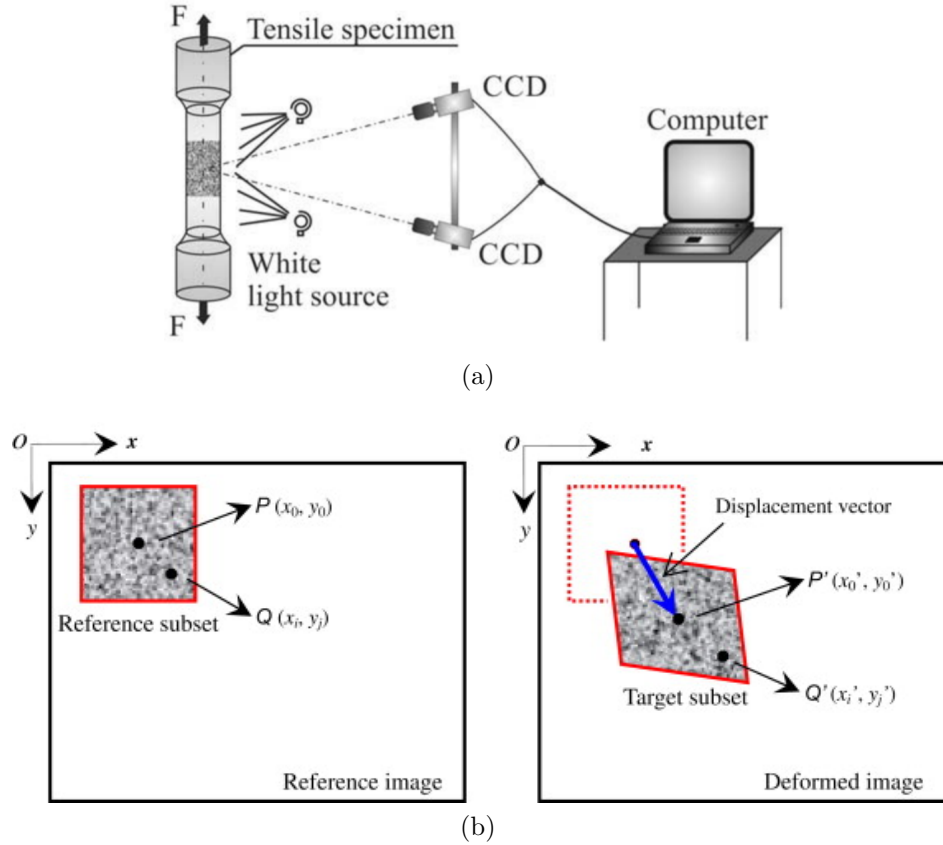 F
Tensile specimen
CCD
Computer
CCD
White
light source
F
(a)
O x
y
P (x₀, y₀)
Q (xᵢ, yⱼ)
Reference subset
Reference image
O x
y
Displacement vector
P' (x₀', y₀')
Q' (xᵢ', yⱼ')
Target subset
Deformed image
(b)